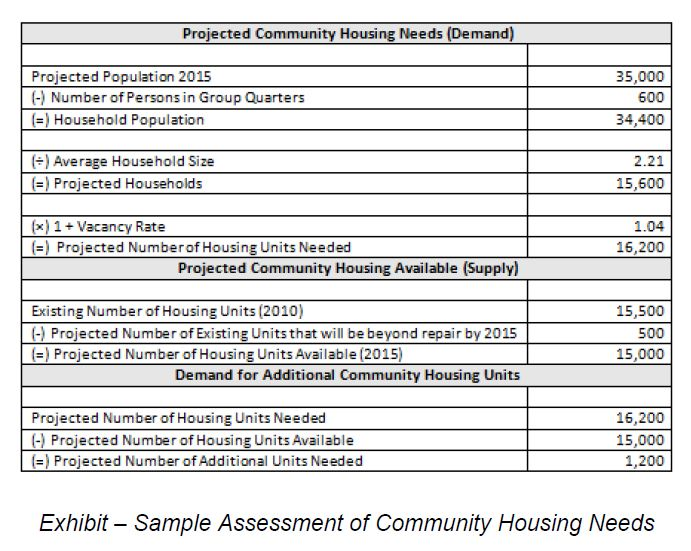 Projected Community Housing Needs (Demand)
Projected Population 2015 35,000
(-) Number of Persons in Group Quarters 600
(=) Household Population 34,400
(÷) Average Household Size 2.21
(=) Projected Households 15,600
(×) 1 + Vacancy Rate 1.04
(=) Projected Number of Housing Units Needed 16,200
Projected Community Housing Available (Supply)
Existing Number of Housing Units (2010) 15,500
(-) Projected Number of Existing Units that will be beyond repair by 2015 500
(=) Projected Number of Housing Units Available (2015) 15,000
Demand for Additional Community Housing Units
Projected Number of Housing Units Needed 16,200
(-) Projected Number of Housing Units Available 15,000
(=) Projected Number of Additional Units Needed 1,200
Exhibit – Sample Assessment of Community Housing Needs